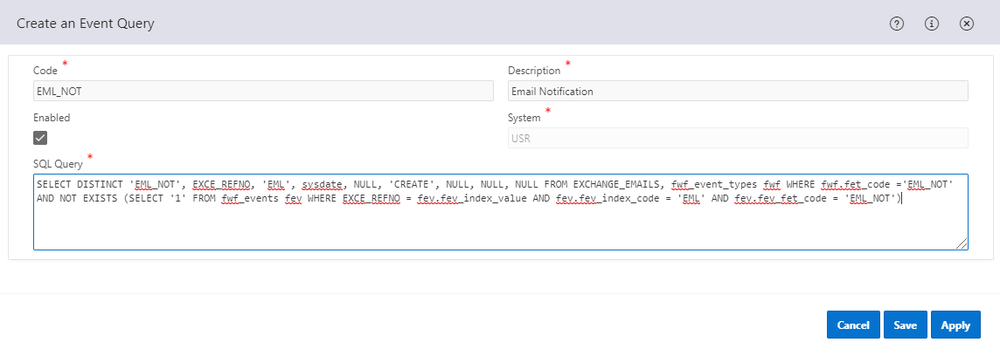 Create an Event Query
Code *
Description *
EML_NOT
Email Notification
Enabled
System *
USR
SQL Query *
SELECT DISTINCT 'EML_NOT', EXCE_REFNO, 'EML', sysdate, NULL, 'CREATE', NULL, NULL, NULL FROM EXCHANGE_EMAILS, fwf_event_types fwf WHERE fwf.fet_code ='EML_NOT'
AND NOT EXISTS (SELECT '1' FROM fwf_events fev WHERE EXCE_REFNO = fev.fev_index_value AND fev.fev_index_code = 'EML' AND fev.fev_fet_code = 'EML_NOT')
Cancel
Save
Apply